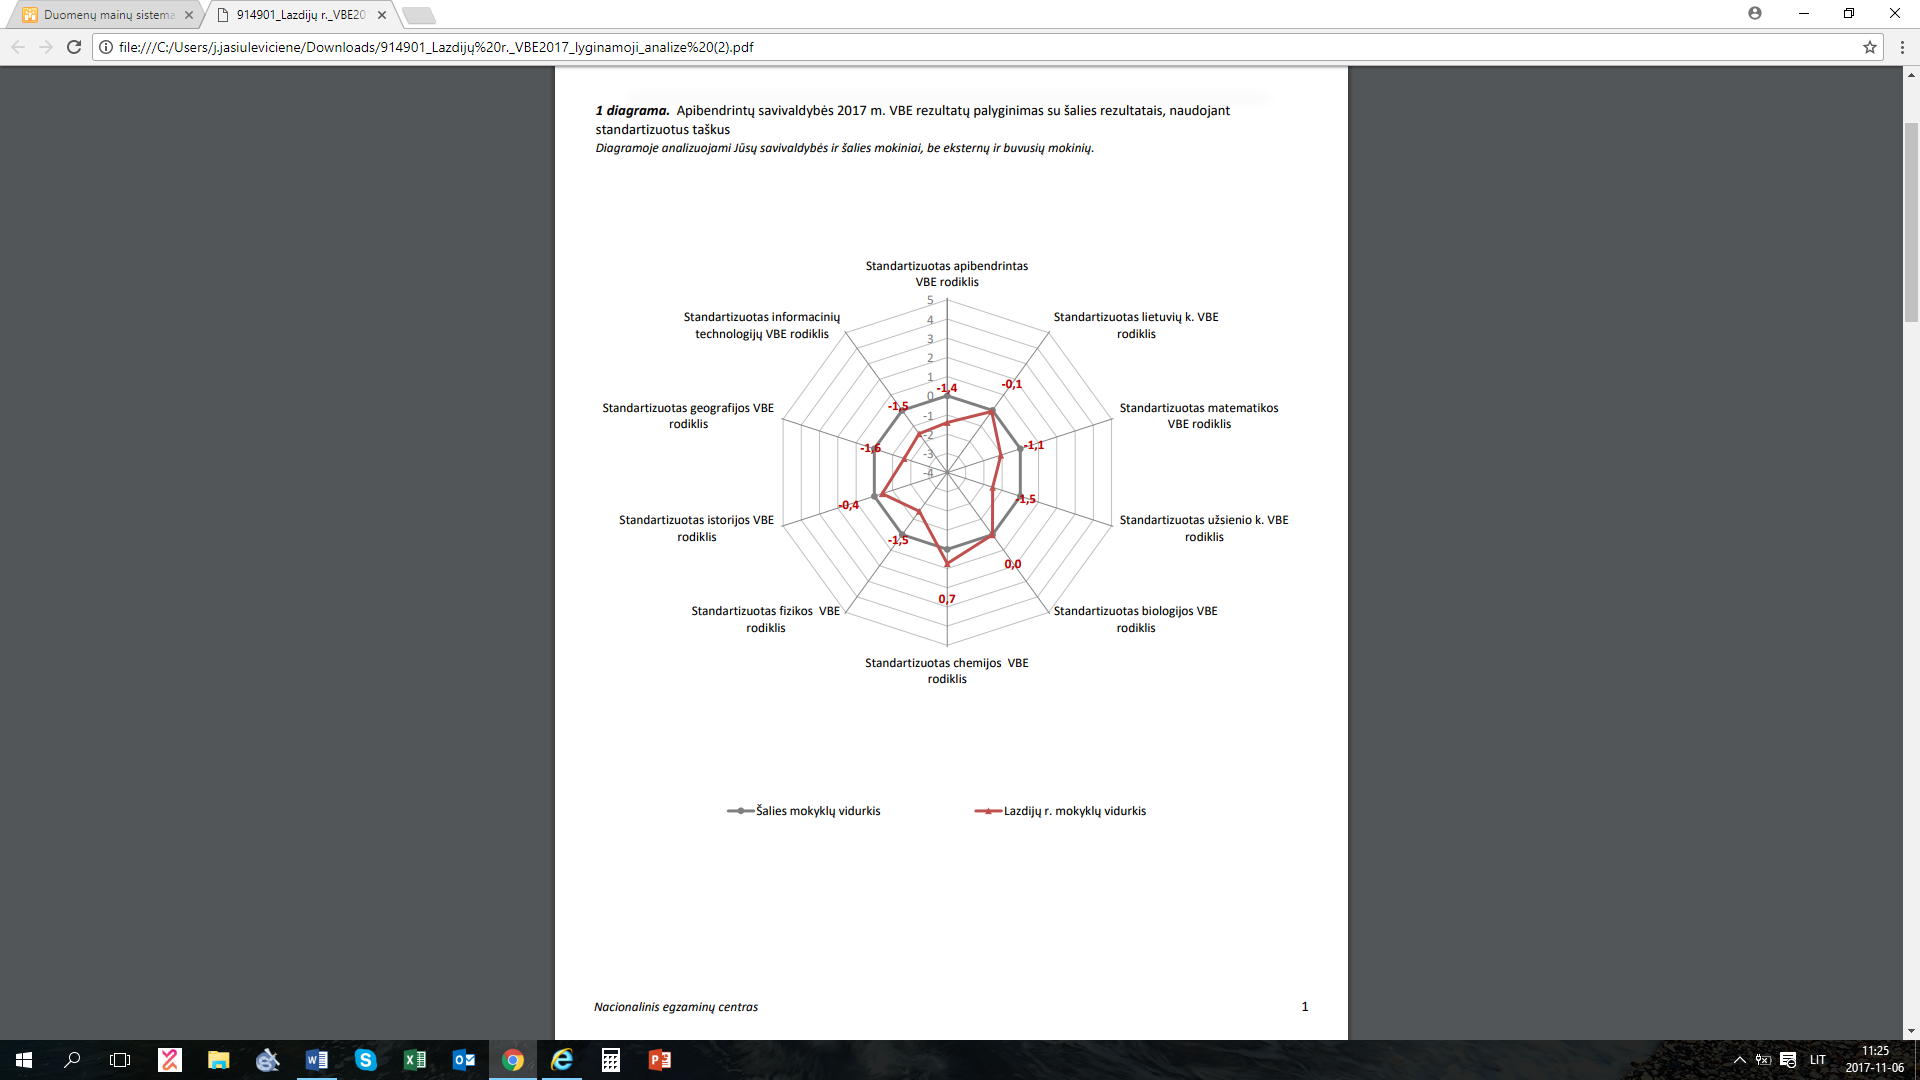 Duomenų mainų sistema
914901_Lazdijų r._VBE20
file:///C:/Users/j.jasiuleviciene/Downloads/914901_Lazdijų%20r._VBE2017_lyginamoji_analize%20(2).pdf
1 diagrama. Apibendrintų savivaldybės 2017 m. VBE rezultatų palyginimas su šalies rezultatais, naudojant
standartizuotus taškus
Diagramoje analizuojami Jūsų savivaldybės ir šalies mokiniai, be eksternų ir buvusių mokinių.
Standartizuotas apibendrintas
VBE rodiklis
Standartizuotas informacinių
technologijų VBE rodiklis
Standartizuotas lietuvių k. VBE
rodiklis
5
4
3
2
1
0
-1
-2
-3
-4
-1,4
-0,1
-1,5
Standartizuotas geografijos VBE
rodiklis
Standartizuotas matematikos
VBE rodiklis
-1,6
-1,1
-0,4
-1,5
Standartizuotas istorijos VBE
rodiklis
Standartizuotas užsienio k. VBE
rodiklis
-1,5
0,0
0,7
Standartizuotas fizikos VBE
rodiklis
Standartizuotas biologijos VBE
rodiklis
Standartizuotas chemijos VBE
rodiklis
Šalies mokyklų vidurkis
Lazdijų r. mokyklų vidurkis
Nacionalinis egzaminų centras
1
LIT
11:25
2017-11-06